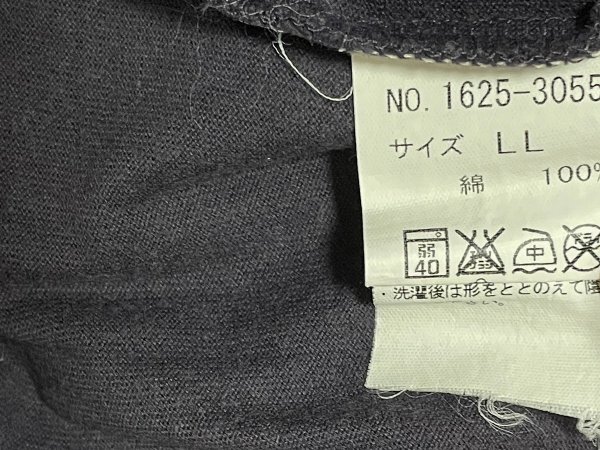 NO. 1625-3055
サイズ LL
綿 100%
弱 40 中
・洗濯後は形をととのえて陰